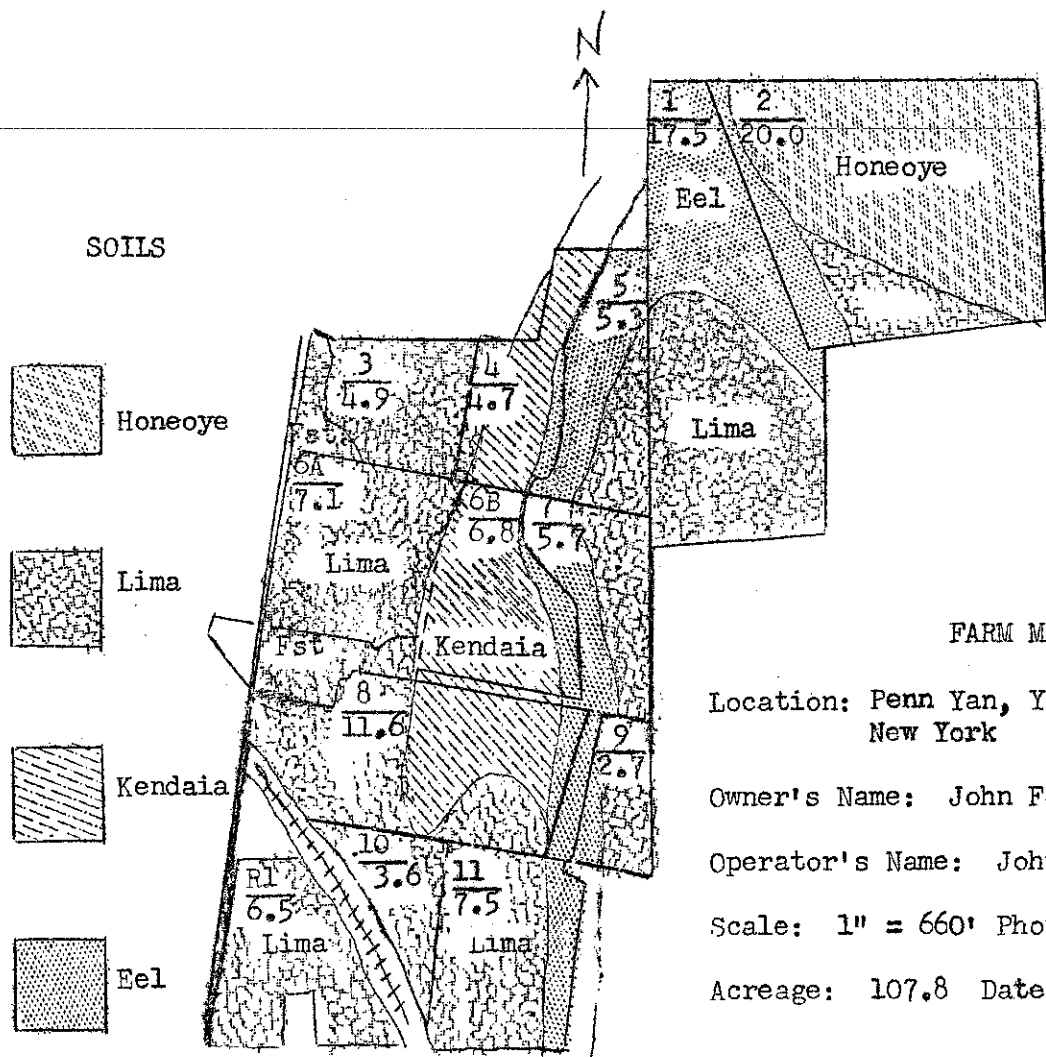 N
SOILS
Honeoye
Lima
Kendaia
Eel
1
17.5
2
20.0
Honeoye
Eel
5
5.3
3
4.9
4
4.7
Fst
Lima
6A
7.1
6B
6.8
7
5.7
Lima
Fst
Kendaia
8
11.6
9
2.7
10
3.6
11
7.5
R1
6.5
Lima
Lima
FARM M
Location: Penn Yan, Y
New York
Owner's Name: John F
Operator's Name: Joh
Scale: 1" = 660' Pho
Acreage: 107.8 Date